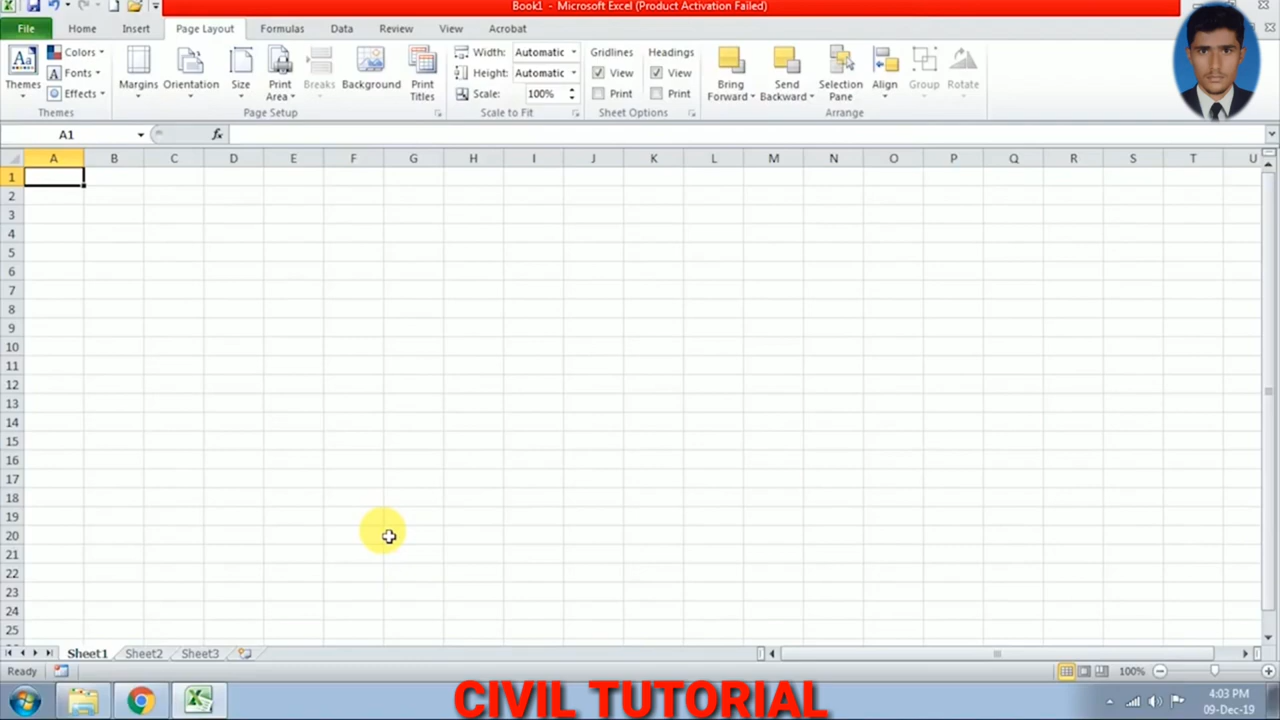 Book1 - Microsoft Excel (Product Activation Failed)
File Home Insert Page Layout Formulas Data Review View Acrobat
Colors Width: Automatic Gridlines Headings
Fonts Height: Automatic View View
Themes Margins Orientation Size Print Area Breaks Background Print Titles Bring Forward Send Backward Selection Pane Align Group Rotate
Effects Scale: 100% Print Print
Themes Page Setup Scale to Fit Sheet Options Arrange
A1 fx
A B C D E F G H I J K L M N O P Q R S T U
1
2
3
4
5
6
7
8
9
10
11
12
13
14
15
16
17
18
19
20
21
22
23
24
25
Sheet1 Sheet2 Sheet3
Ready 100%
CIVIL TUTORIAL
4:03 PM
09-Dec-19